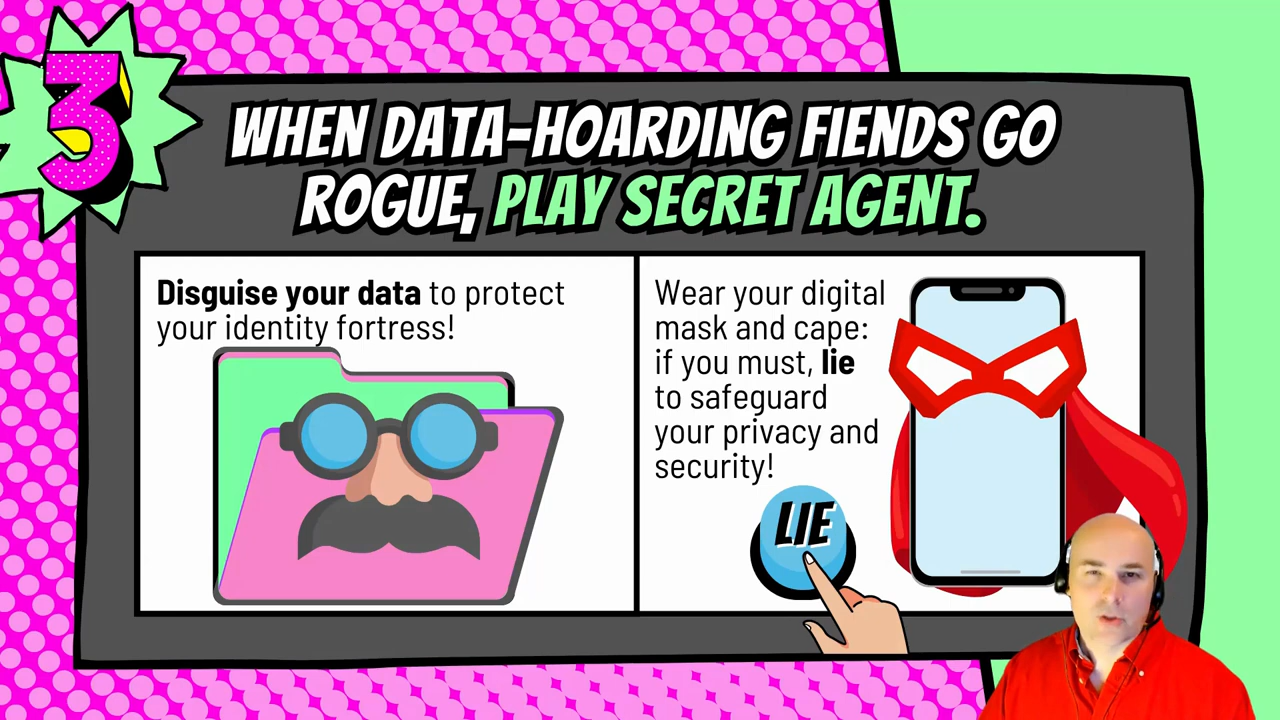 3
WHEN DATA-HOARDING FIENDS GO
ROGUE, PLAY SECRET AGENT.
Disguise your data to protect
your identity fortress!
Wear your digital
mask and cape:
if you must, lie
to safeguard
your privacy and
security!
LIE